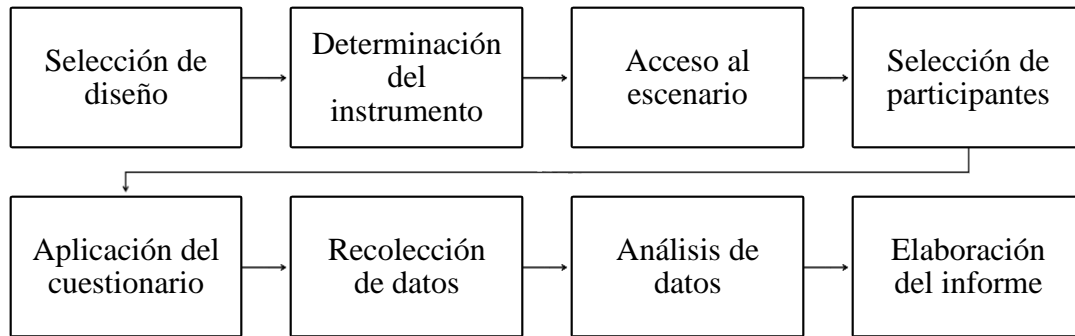 Selección de
diseño
Determinación
del
instrumento
Acceso al
escenario
Selección de
participantes
Aplicación del
cuestionario
Recolección
de datos
Análisis de
datos
Elaboración
del informe